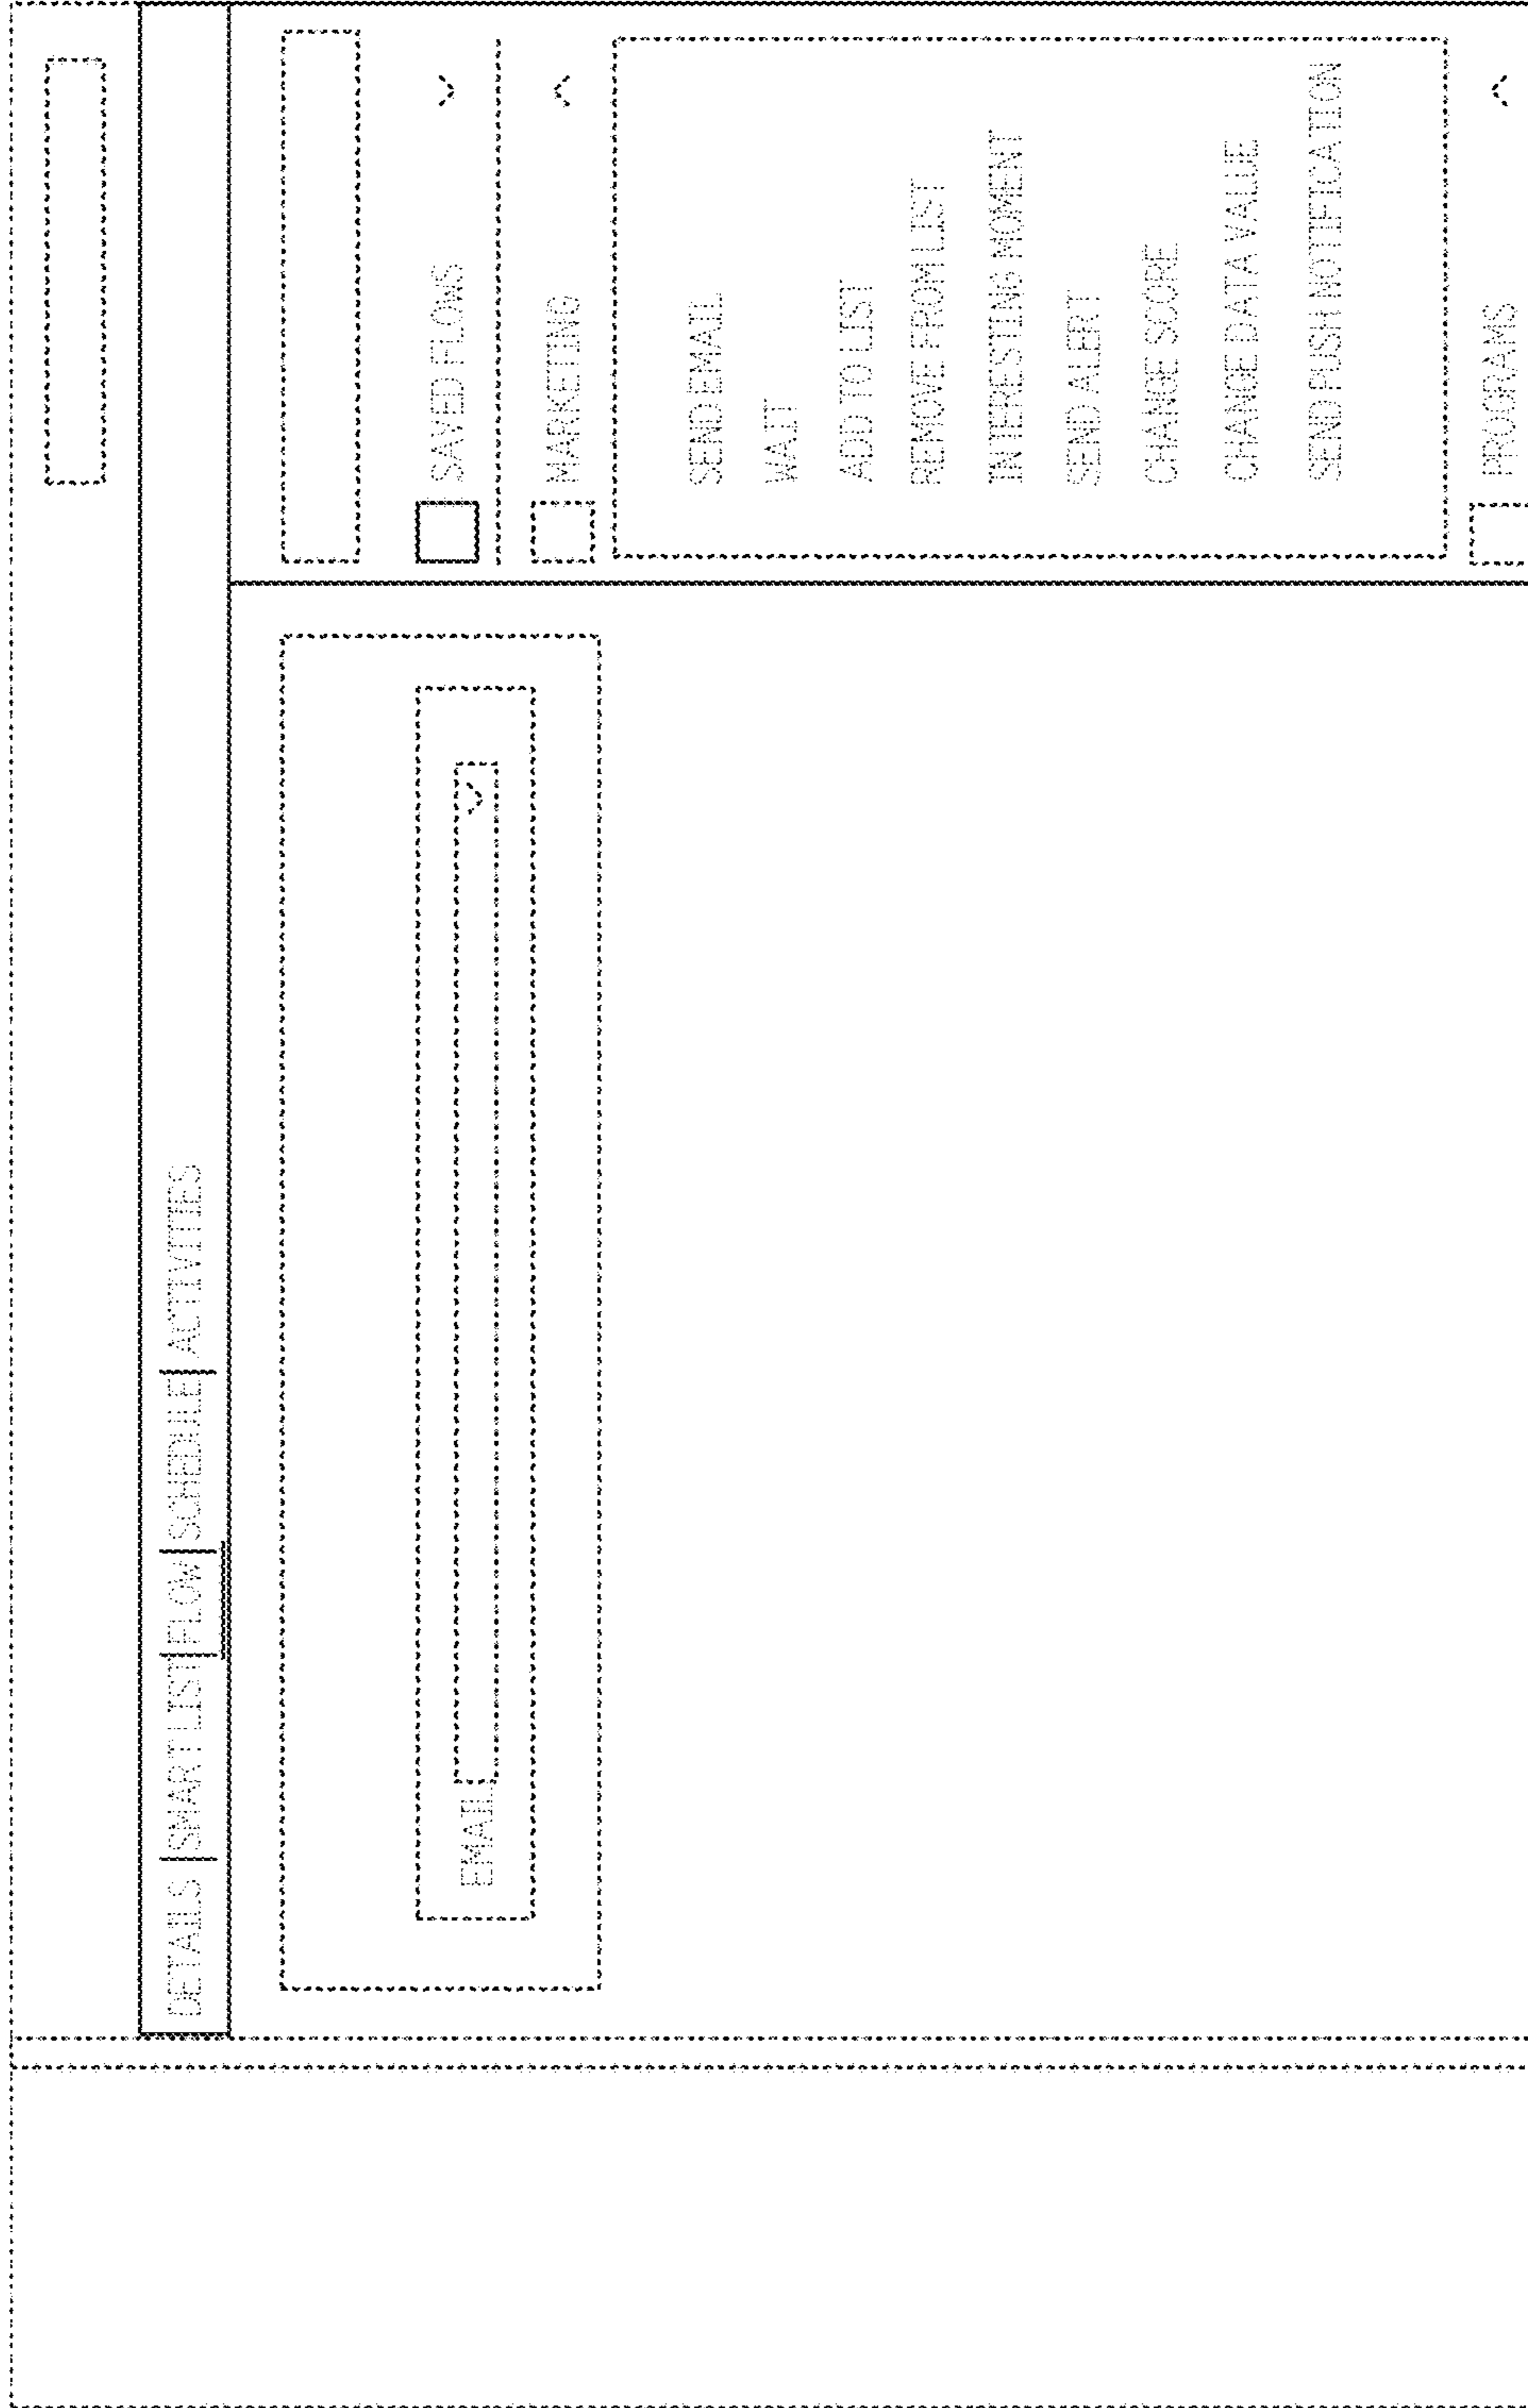 DETAILS SMART LIST FLOW SCHEDULE ACTIVITIES
SAVED FLOWS
EMAIL
MARKETING
SEND EMAIL
WAIT
ADD TO LIST
REMOVE FROM LIST
INTERESTING MOMENT
SEND ALERT
CHANGE SCORE
CHANGE DATA VALUE
SEND PUSH NOTIFICATION
PROGRAMS